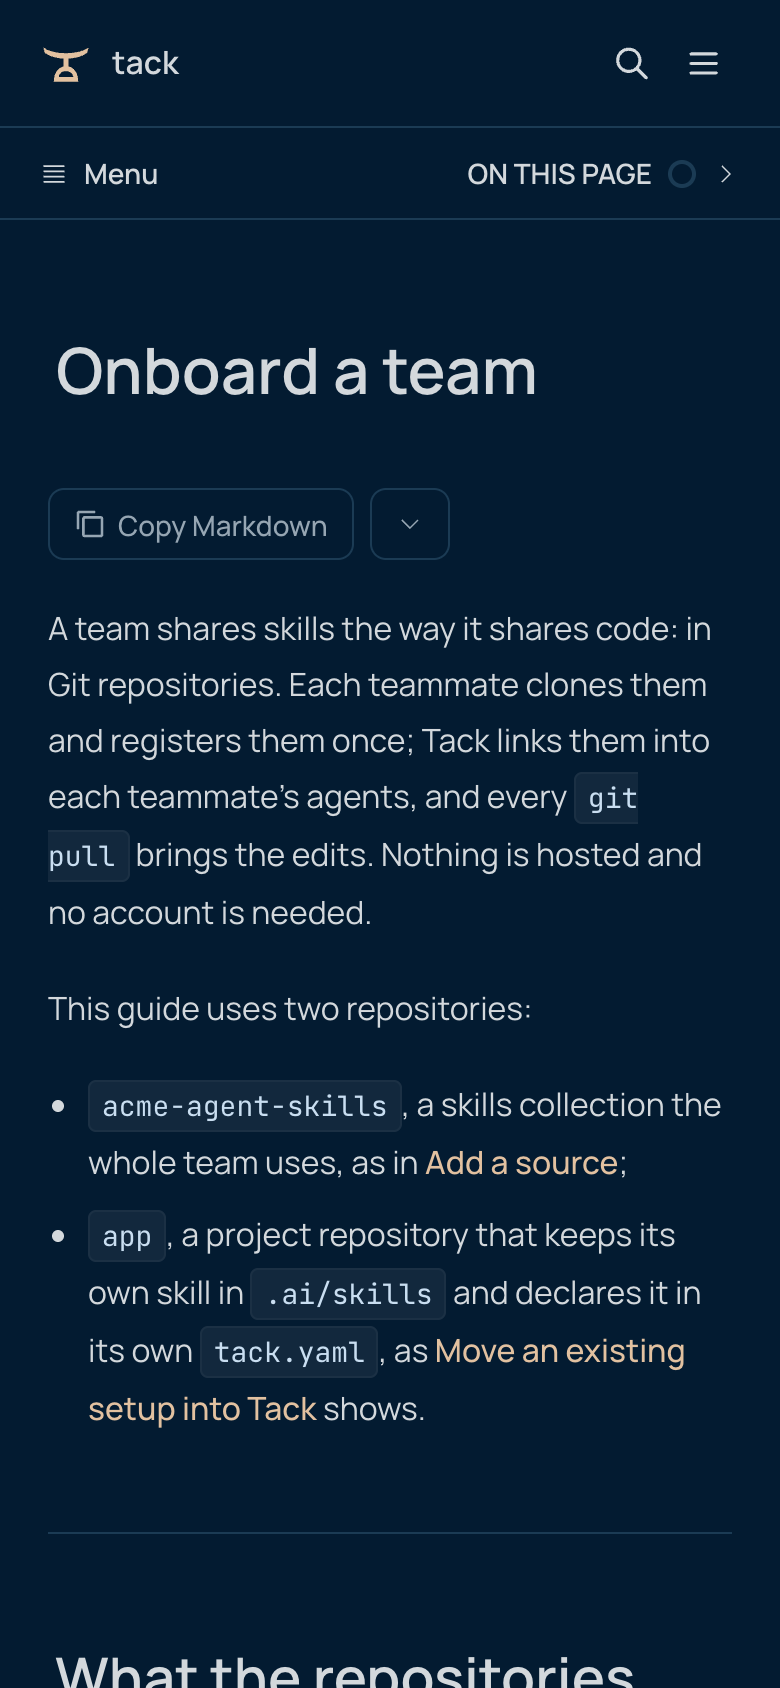 tack
Menu
ON THIS PAGE
Onboard a team
Copy Markdown
A team shares skills the way it shares code: in
Git repositories. Each teammate clones them
and registers them once; Tack links them into
each teammate’s agents, and every git
pull brings the edits. Nothing is hosted and
no account is needed.
This guide uses two repositories:
acme-agent-skills, a skills collection the
whole team uses, as in Add a source;
app, a project repository that keeps its
own skill in .ai/skills and declares it in
its own tack.yaml, as Move an existing
setup into Tack shows.
What the repositories